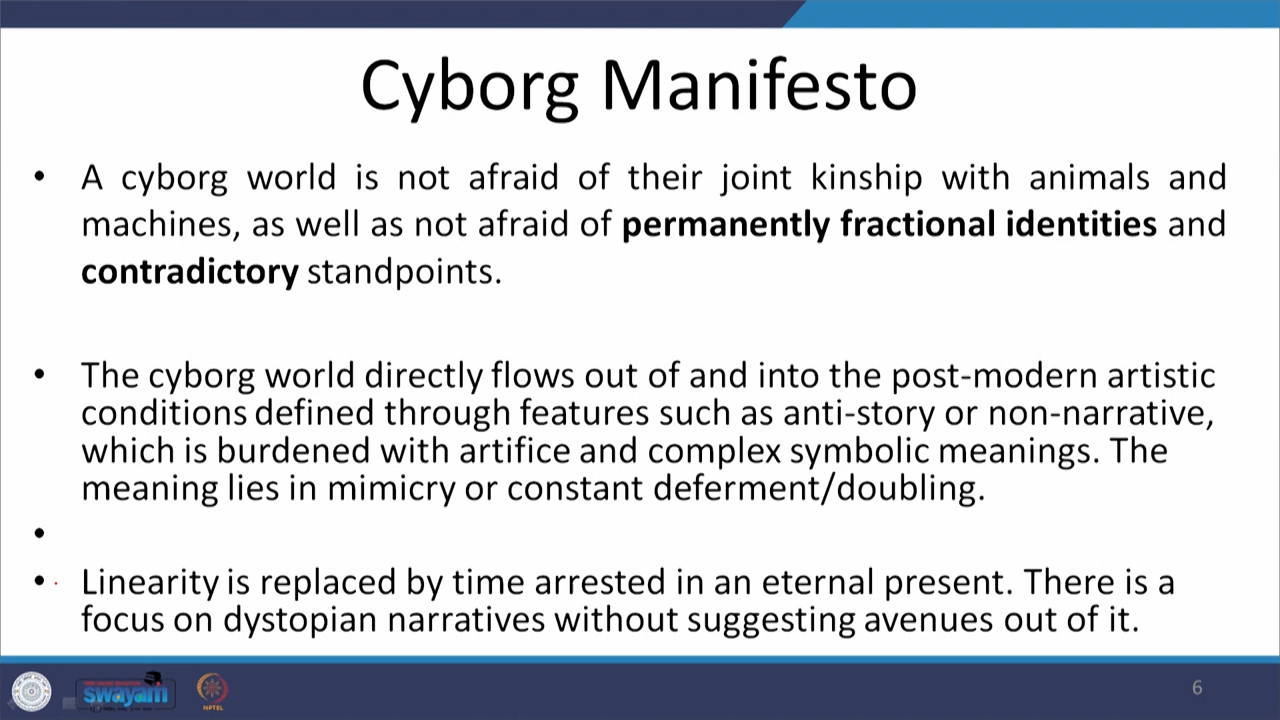 Cyborg Manifesto
• A cyborg world is not afraid of their joint kinship with animals and
machines, as well as not afraid of permanently fractional identities and
contradictory standpoints.
• The cyborg world directly flows out of and into the post-modern artistic
conditions defined through features such as anti-story or non-narrative,
which is burdened with artifice and complex symbolic meanings. The
meaning lies in mimicry or constant deferment/doubling.
•
• Linearity is replaced by time arrested in an eternal present. There is a
focus on dystopian narratives without suggesting avenues out of it.
swayam
NPTEL
6